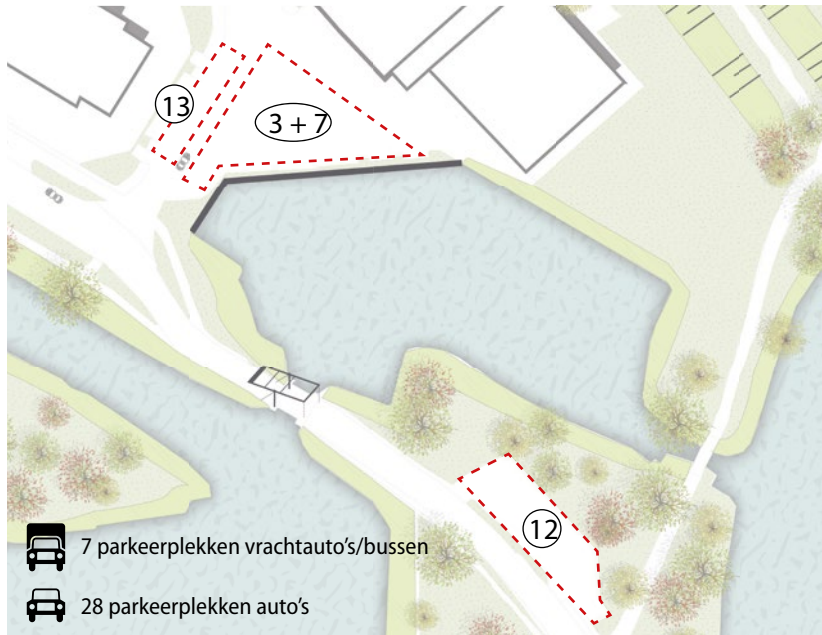 13
3 + 7
12
7 parkeerplekken vrachtauto's/bussen
28 parkeerplekken auto's